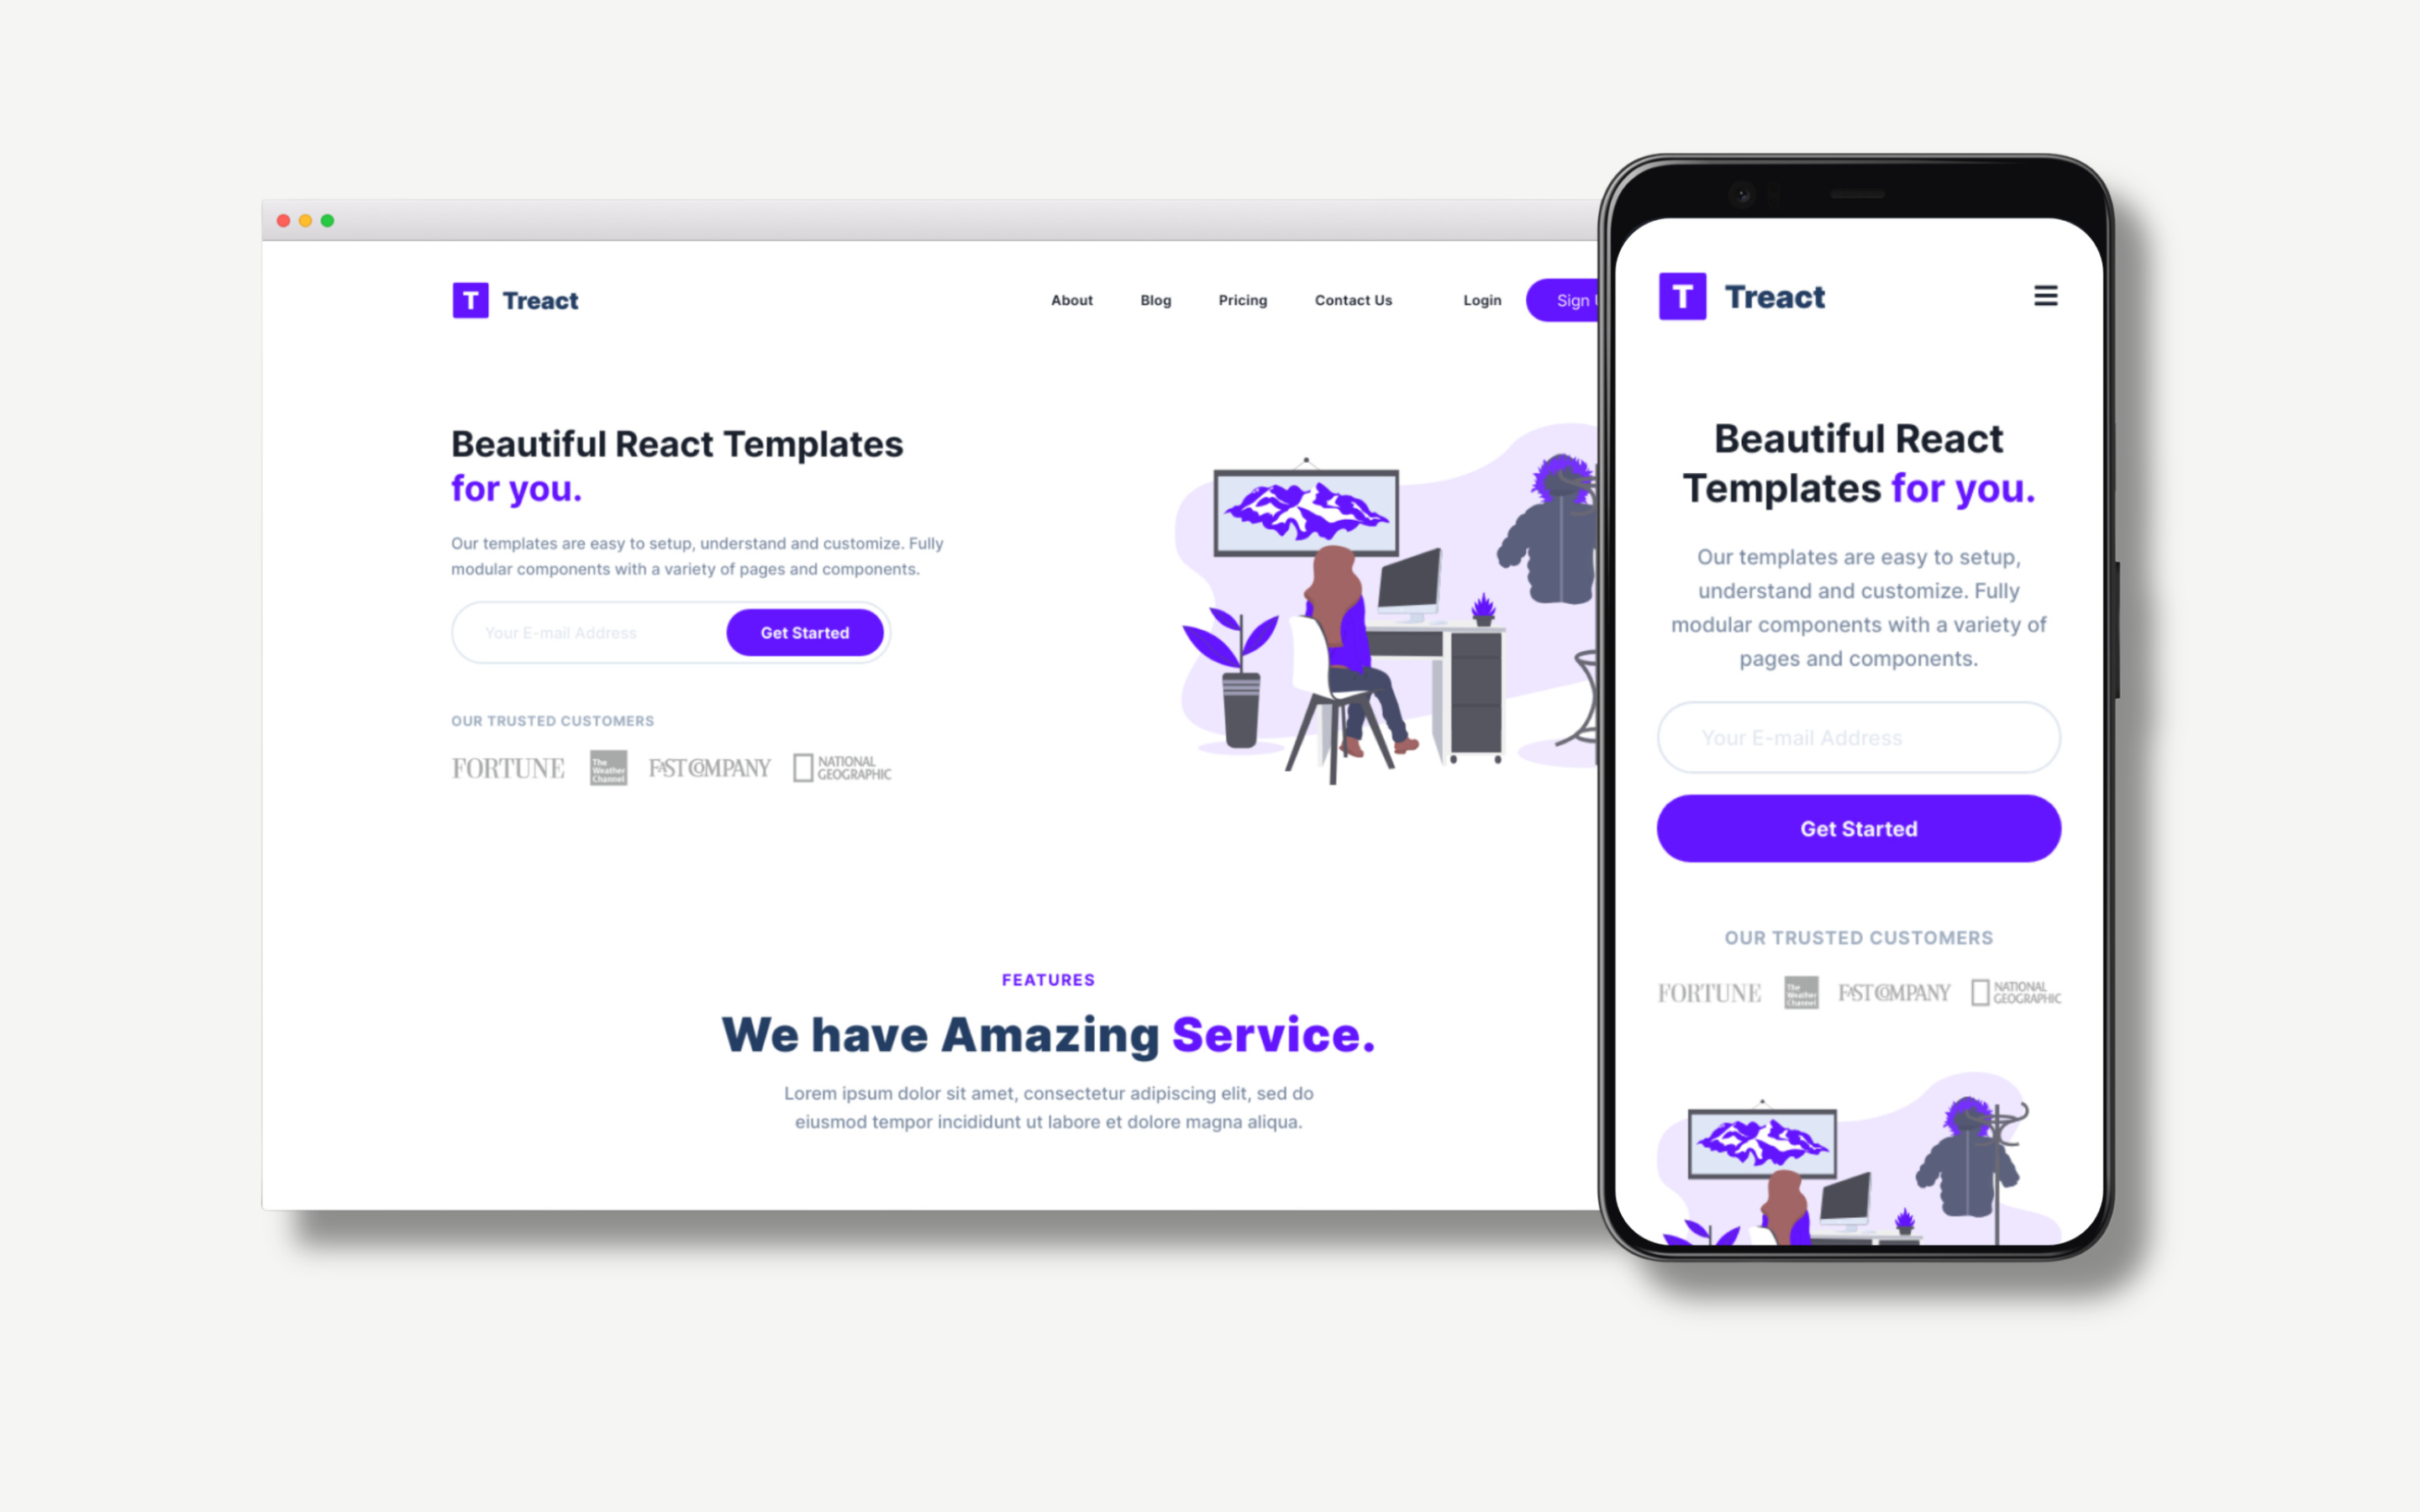 T Treact
About Blog Pricing Contact Us Login Sign
Beautiful React Templates
for you.
Our templates are easy to setup, understand and customize. Fully
modular components with a variety of pages and components.
Your E-mail Address Get Started
OUR TRUSTED CUSTOMERS
FORTUNE
The
Weather
Channel
FAST COMPANY
NATIONAL
GEOGRAPHIC
FEATURES
We have Amazing Service.
Lorem ipsum dolor sit amet, consectetur adipiscing elit, sed do
eiusmod tempor incididunt ut labore et dolore magna aliqua.
T Treact
Beautiful React
Templates for you.
Our templates are easy to setup,
understand and customize. Fully
modular components with a variety of
pages and components.
Your E-mail Address
Get Started
OUR TRUSTED CUSTOMERS
FORTUNE
The
Weather
Channel
FAST COMPANY
NATIONAL
GEOGRAPHIC